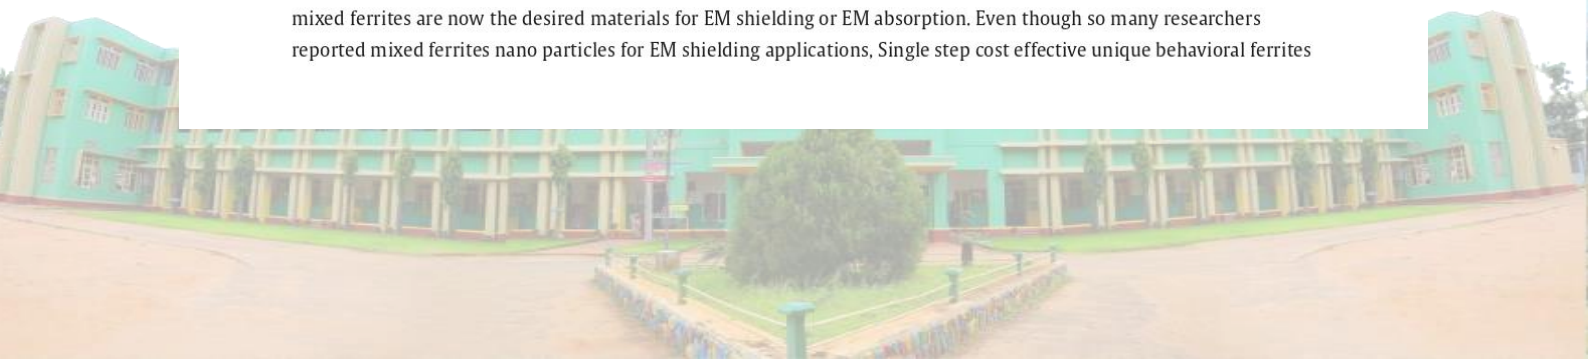 mixed ferrites are now the desired materials for EM shielding or EM absorption. Even though so many researchers
reported mixed ferrites nano particles for EM shielding applications, Single step cost effective unique behavioral ferrites